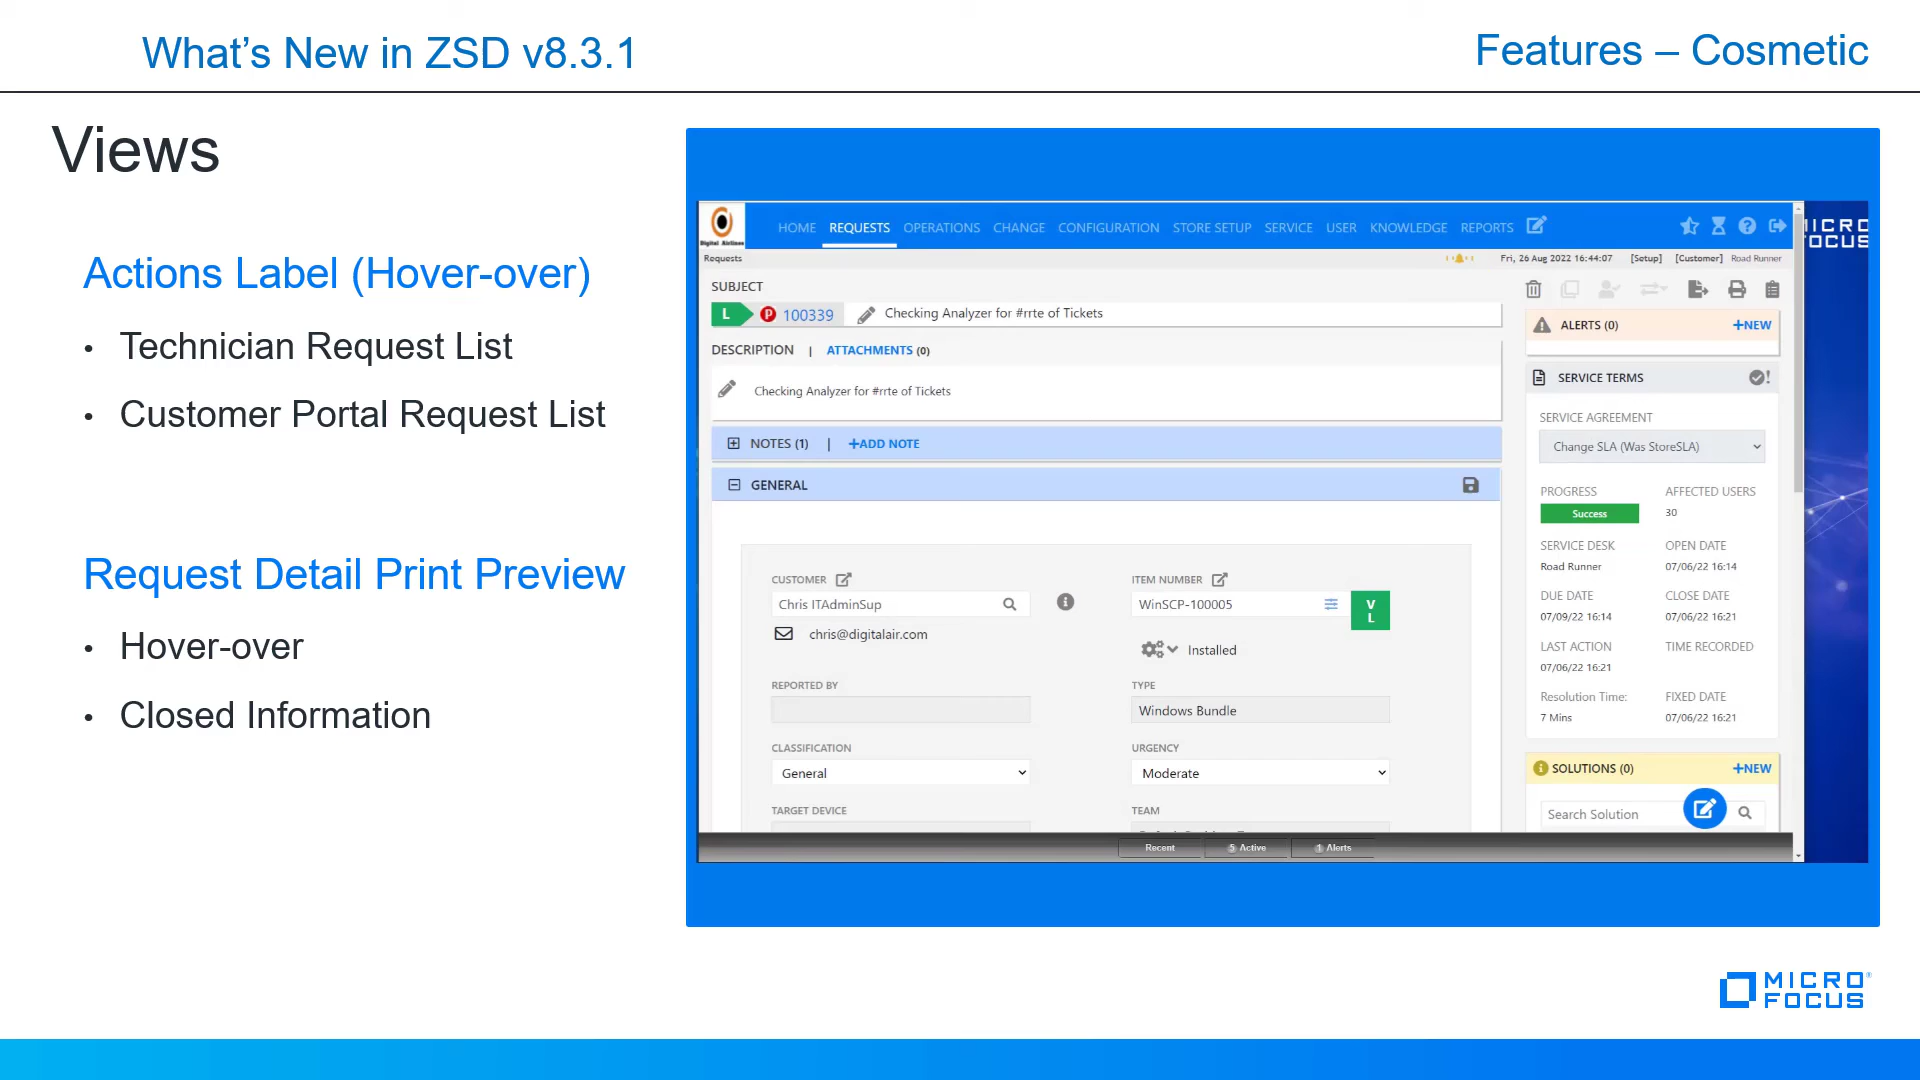 What's New in ZSD v8.3.1
Features – Cosmetic
Views
Actions Label (Hover-over)
• Technician Request List
• Customer Portal Request List
Request Detail Print Preview
• Hover-over
• Closed Information
Digital Airlines
HOME REQUESTS OPERATIONS CHANGE CONFIGURATION STORE SETUP SERVICE USER KNOWLEDGE REPORTS
Requests
Fri, 26 Aug 2022 16:44:07 [Setup] [Customer] Road Runner
SUBJECT
L P 100339 Checking Analyzer for #rrte of Tickets
DESCRIPTION | ATTACHMENTS (0)
Checking Analyzer for #rrte of Tickets
NOTES (1) | +ADD NOTE
GENERAL
CUSTOMER
Chris ITAdminSup
chris@digitalair.com
REPORTED BY
CLASSIFICATION
General
TARGET DEVICE
ITEM NUMBER
WinSCP-100005
V
L
Installed
TYPE
Windows Bundle
URGENCY
Moderate
TEAM
ALERTS (0) +NEW
SERVICE TERMS
SERVICE AGREEMENT
Change SLA (Was StoreSLA)
PROGRESS AFFECTED USERS
Success 30
SERVICE DESK OPEN DATE
Road Runner 07/06/22 16:14
DUE DATE CLOSE DATE
07/09/22 16:14 07/06/22 16:21
LAST ACTION TIME RECORDED
07/06/22 16:21
Resolution Time: FIXED DATE
7 Mins 07/06/22 16:21
SOLUTIONS (0) +NEW
Search Solution
Recent 5 Active 1 Alerts
ICRO
OCUS
MICRO
FOCUS